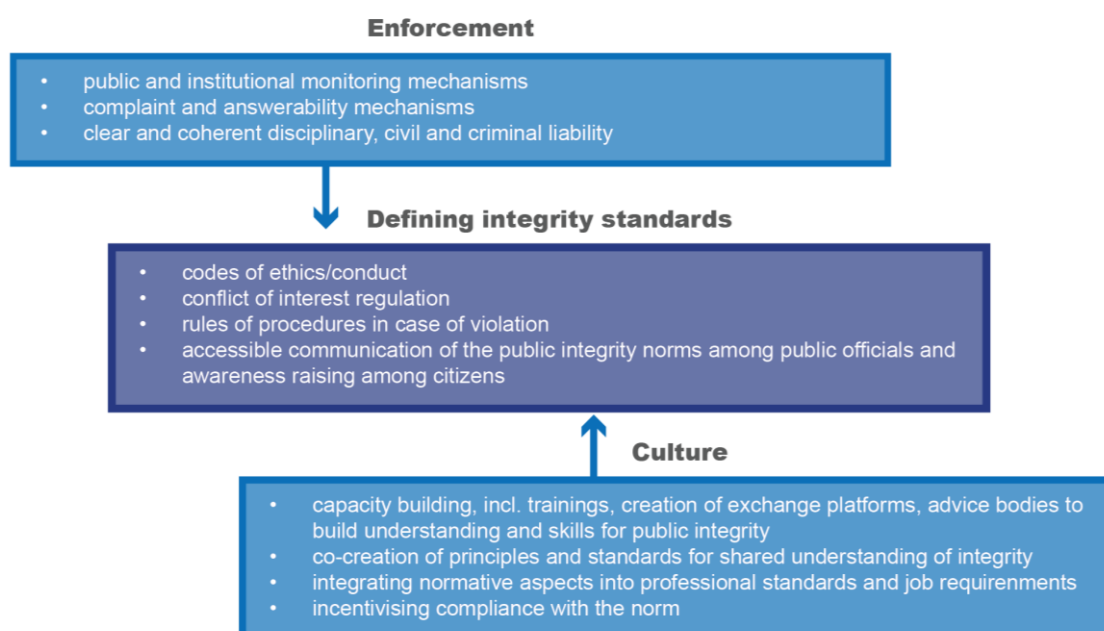 Enforcement
• public and institutional monitoring mechanisms
• complaint and answerability mechanisms
• clear and coherent disciplinary, civil and criminal liability
Defining integrity standards
• codes of ethics/conduct
• conflict of interest regulation
• rules of procedures in case of violation
• accessible communication of the public integrity norms among public officials and
awareness raising among citizens
Culture
• capacity building, incl. trainings, creation of exchange platforms, advice bodies to
build understanding and skills for public integrity
• co-creation of principles and standards for shared understanding of integrity
• integrating normative aspects into professional standards and job requirenments
• incentivising compliance with the norm